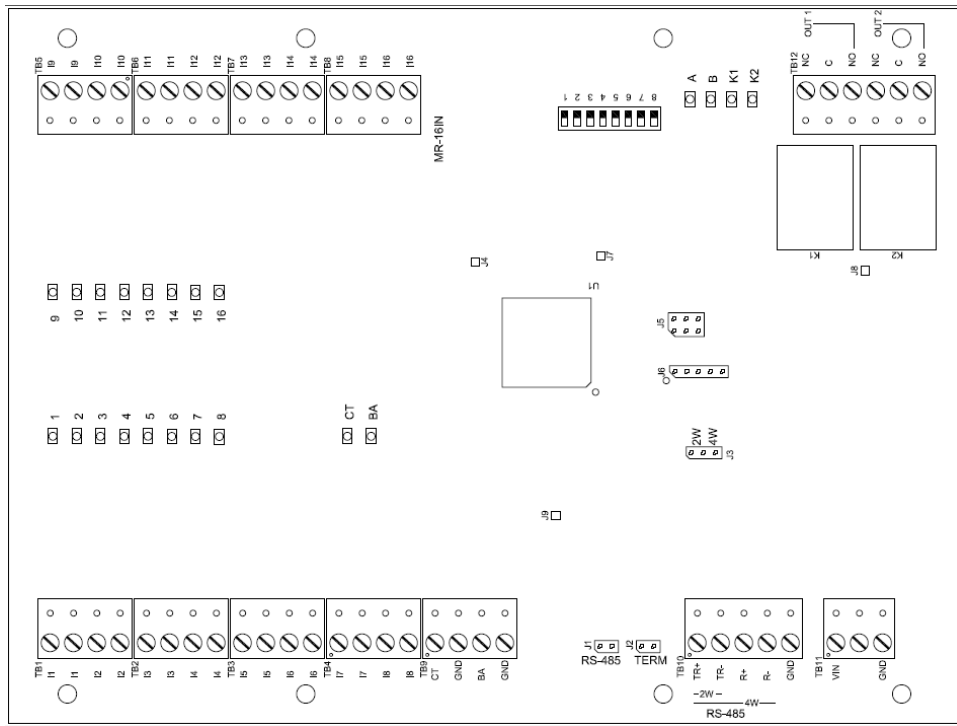 TB5 I9 I9 I10 I10
TB6 I11 I11 I12 I12
TB7 I13 I13 I14 I14
TB8 I15 I15 I16 I16
MR-16IN
1 2 3 4 5 6 7 8
A B K1 K2
OUT 1 OUT 2
TB12 NC C NO NC C NO
K1 K2
J8
J4
J7
U1
9 10 11 12 13 14 15 16
J5
J6
1 2 3 4 5 6 7 8
CT BA
2W 4W
J3
J9
J1 RS-485
J2 TERM
TB1 I1 I1 I2 I2
TB2 I3 I3 I4 I4
TB3 I5 I5 I6 I6
TB4 I7 I7 I8 I8
TB9 CT GND BA GND
TB10 TR+ TR- R+ R- GND
2W
4W
RS-485
TB11 VIN GND